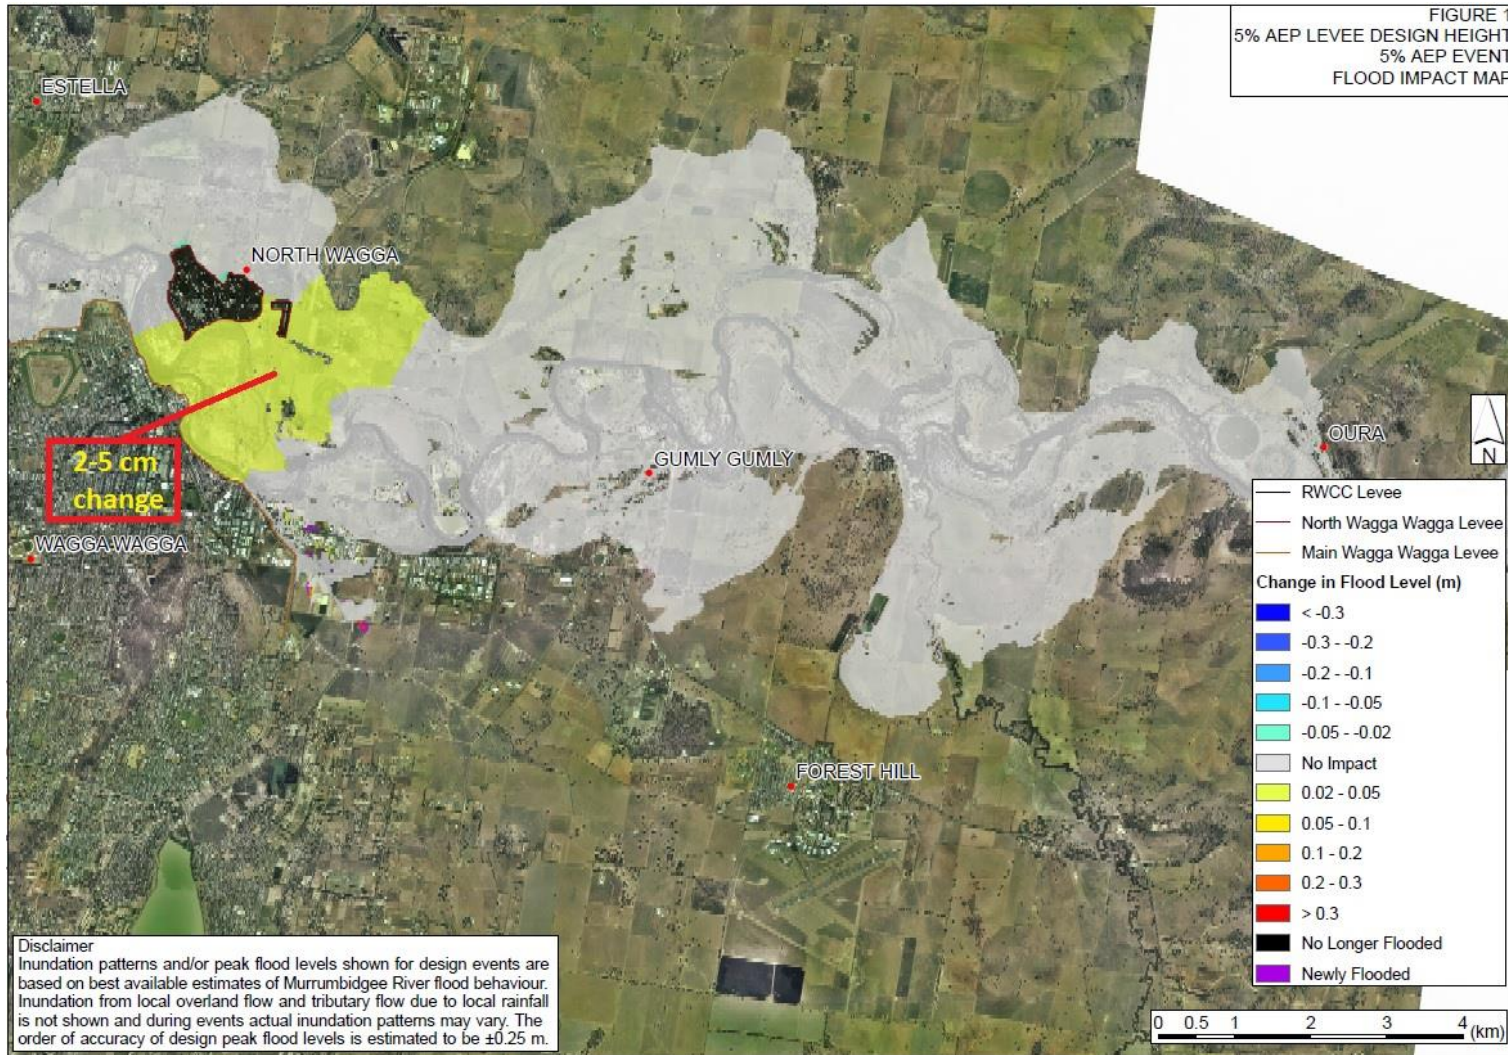 FIGURE 1
5% AEP LEVEE DESIGN HEIGHT
5% AEP EVENT
FLOOD IMPACT MAP
ESTELLA
NORTH WAGGA
2-5 cm
change
GUMLY GUMLY
OURA
N
WAGGA WAGGA
FOREST HILL
RWCC Levee
North Wagga Wagga Levee
Main Wagga Wagga Levee
Change in Flood Level (m)
< -0.3
-0.3 - -0.2
-0.2 - -0.1
-0.1 - -0.05
-0.05 - -0.02
No Impact
0.02 - 0.05
0.05 - 0.1
0.1 - 0.2
0.2 - 0.3
> 0.3
No Longer Flooded
Newly Flooded
Disclaimer
Inundation patterns and/or peak flood levels shown for design events are
based on best available estimates of Murrumbidgee River flood behaviour.
Inundation from local overland flow and tributary flow due to local rainfall
is not shown and during events actual inundation patterns may vary. The
order of accuracy of design peak flood levels is estimated to be ±0.25 m.
0 0.5 1 2 3 4 (km)